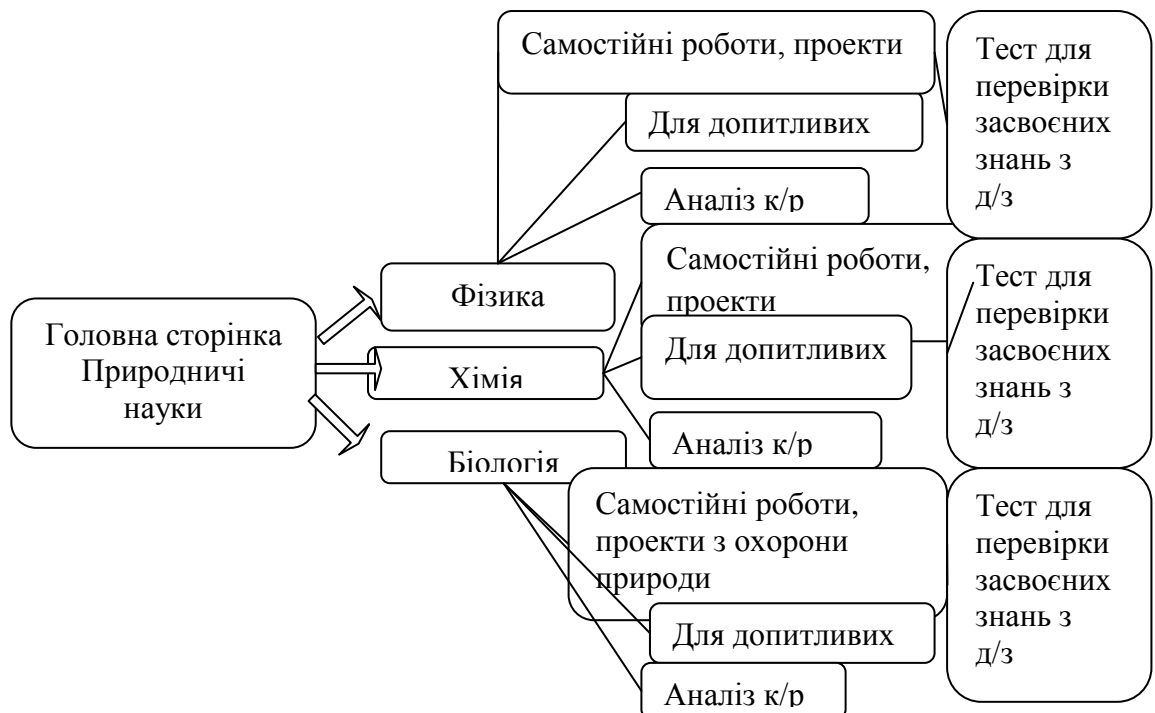 Головна сторінка
Природничі
науки
Фізика
Самостійні роботи, проекти
Для допитливих
Аналіз к/р
Тест для
перевірки
засвоєних
знань з
д/з
Хімія
Самостійні роботи,
проекти
Для допитливих
Аналіз к/р
Тест для
перевірки
засвоєних
знань з
д/з
Біологія
Самостійні роботи,
проекти з охорони
природи
Для допитливих
Аналіз к/р
Тест для
перевірки
засвоєних
знань з
д/з